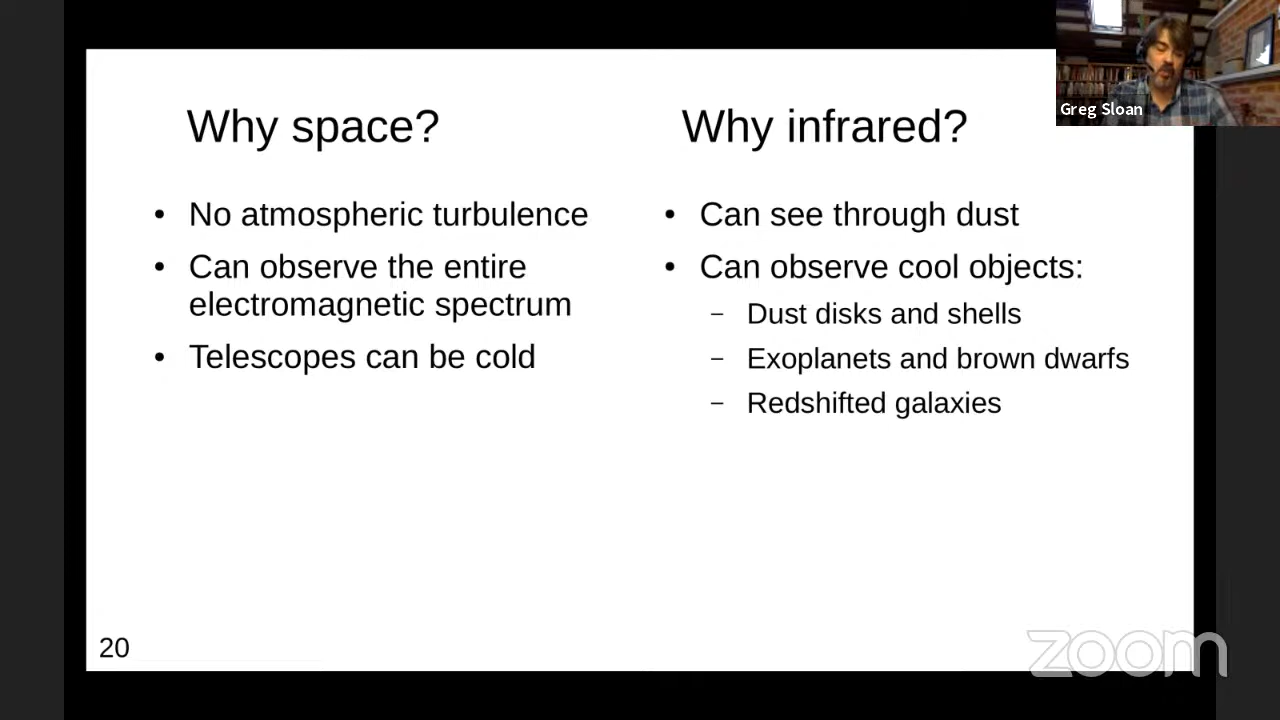 Why space?
• No atmospheric turbulence
• Can observe the entire
electromagnetic spectrum
• Telescopes can be cold
Why infrared?
• Can see through dust
• Can observe cool objects:
– Dust disks and shells
– Exoplanets and brown dwarfs
– Redshifted galaxies
20
Greg Sloan
zoom